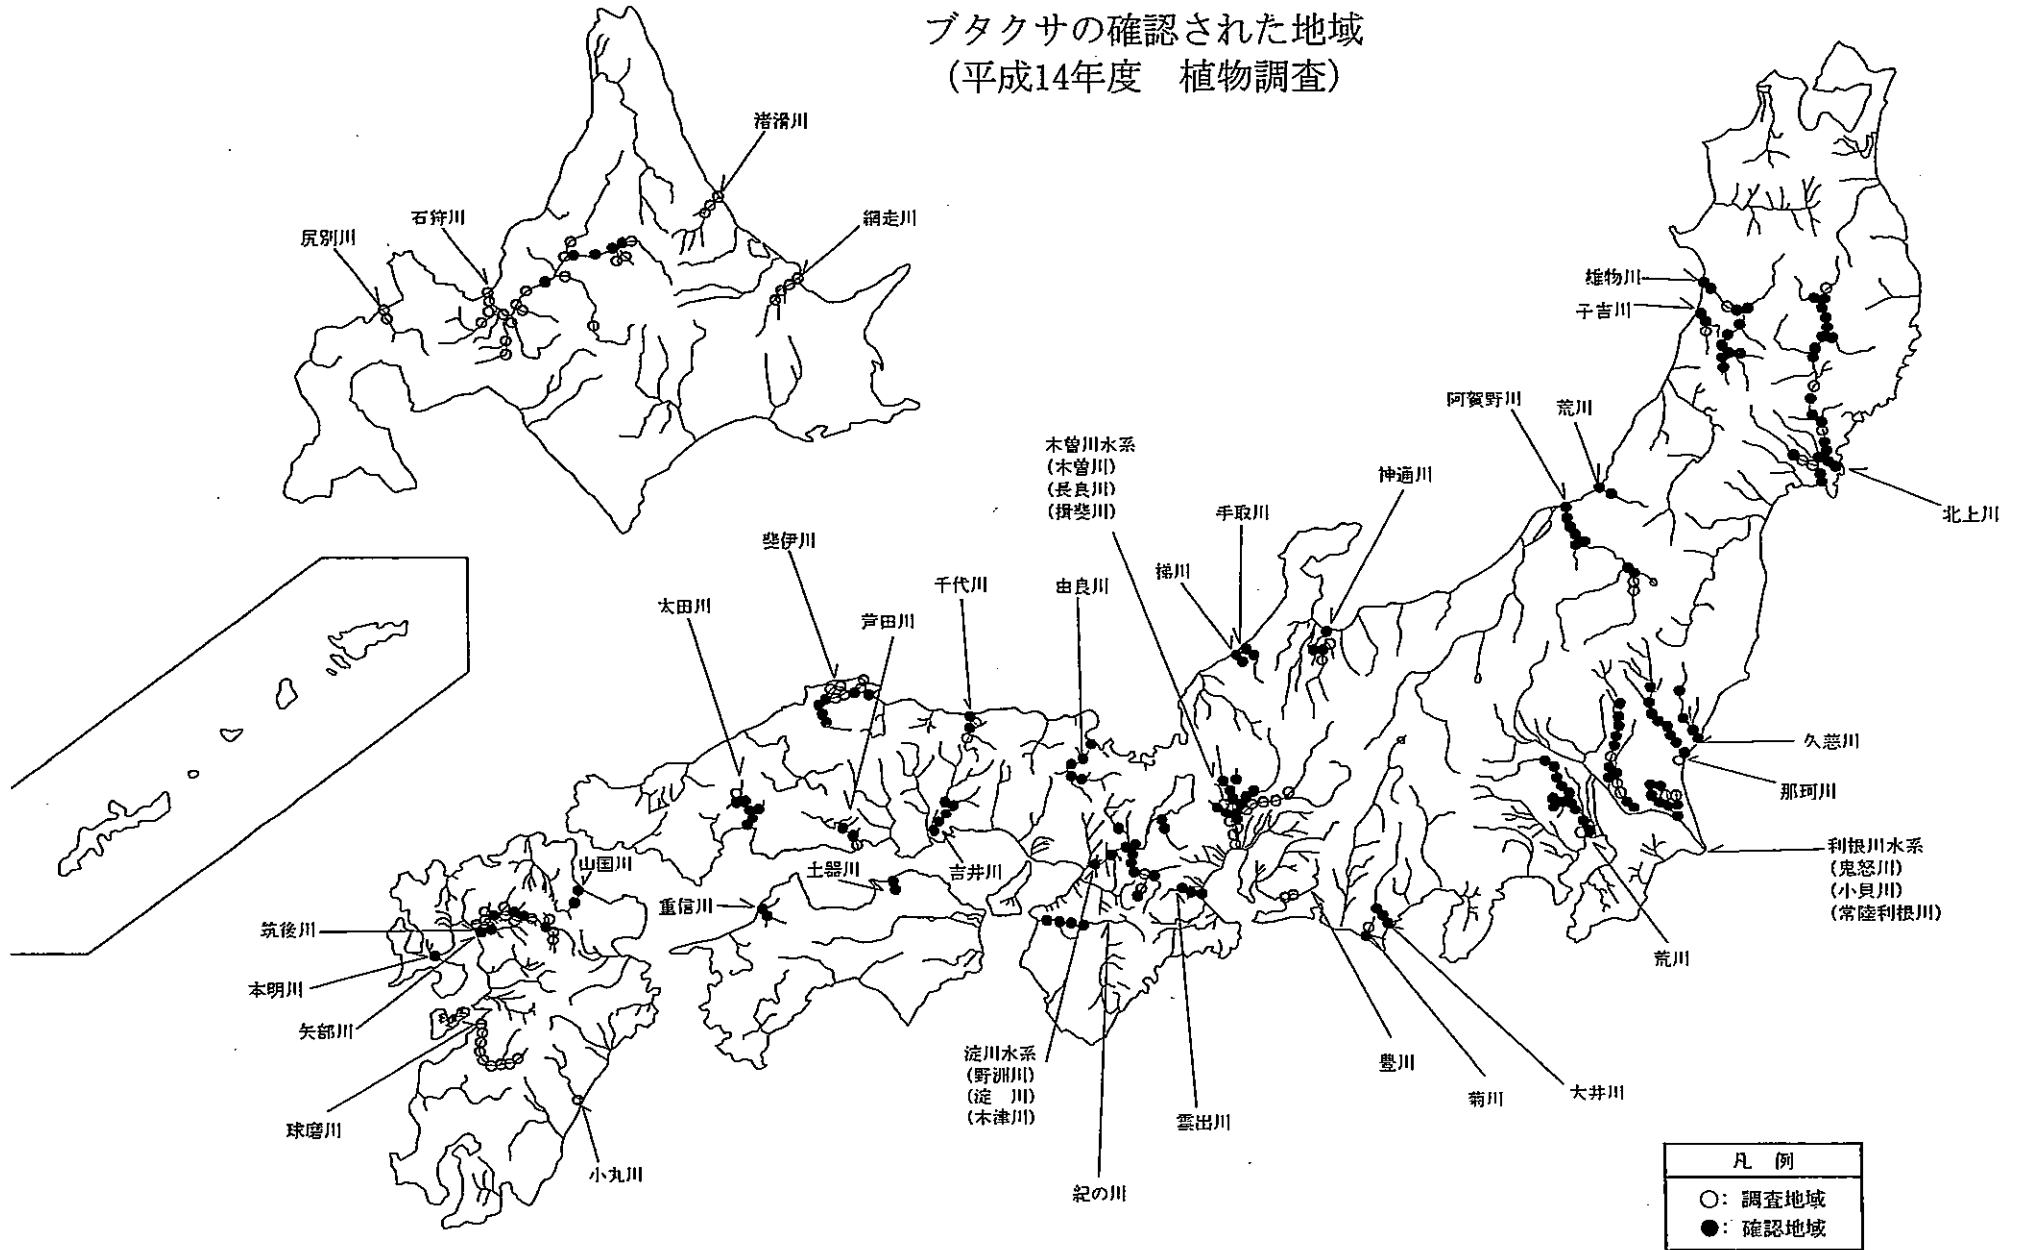 ブタクサの確認された地域
(平成14年度　植物調査)
渚滑川
石狩川
網走川
尻別川
雄物川
子吉川
阿賀野川
荒川
木曽川水系
(木曽川)
(長良川)
(揖斐川)
神通川
手取川
北上川
梯川
斐伊川
千代川
由良川
太田川
芦田川
久慈川
那珂川
利根川水系
(鬼怒川)
(小貝川)
(常陸利根川)
山国川
土器川
吉井川
重信川
筑後川
荒川
本明川
矢部川
淀川水系
(野洲川)
(淀　川)
(木津川)
豊川
菊川
大井川
球磨川
雲出川
小丸川
紀の川
凡　例
○：調査地域
●：確認地域